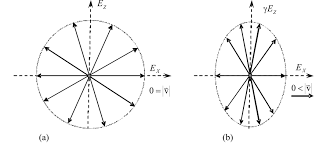 E_Z
E_X
0 = |v̄|
(a)
γE_Z
E_X
0 < |v̄|
(b)